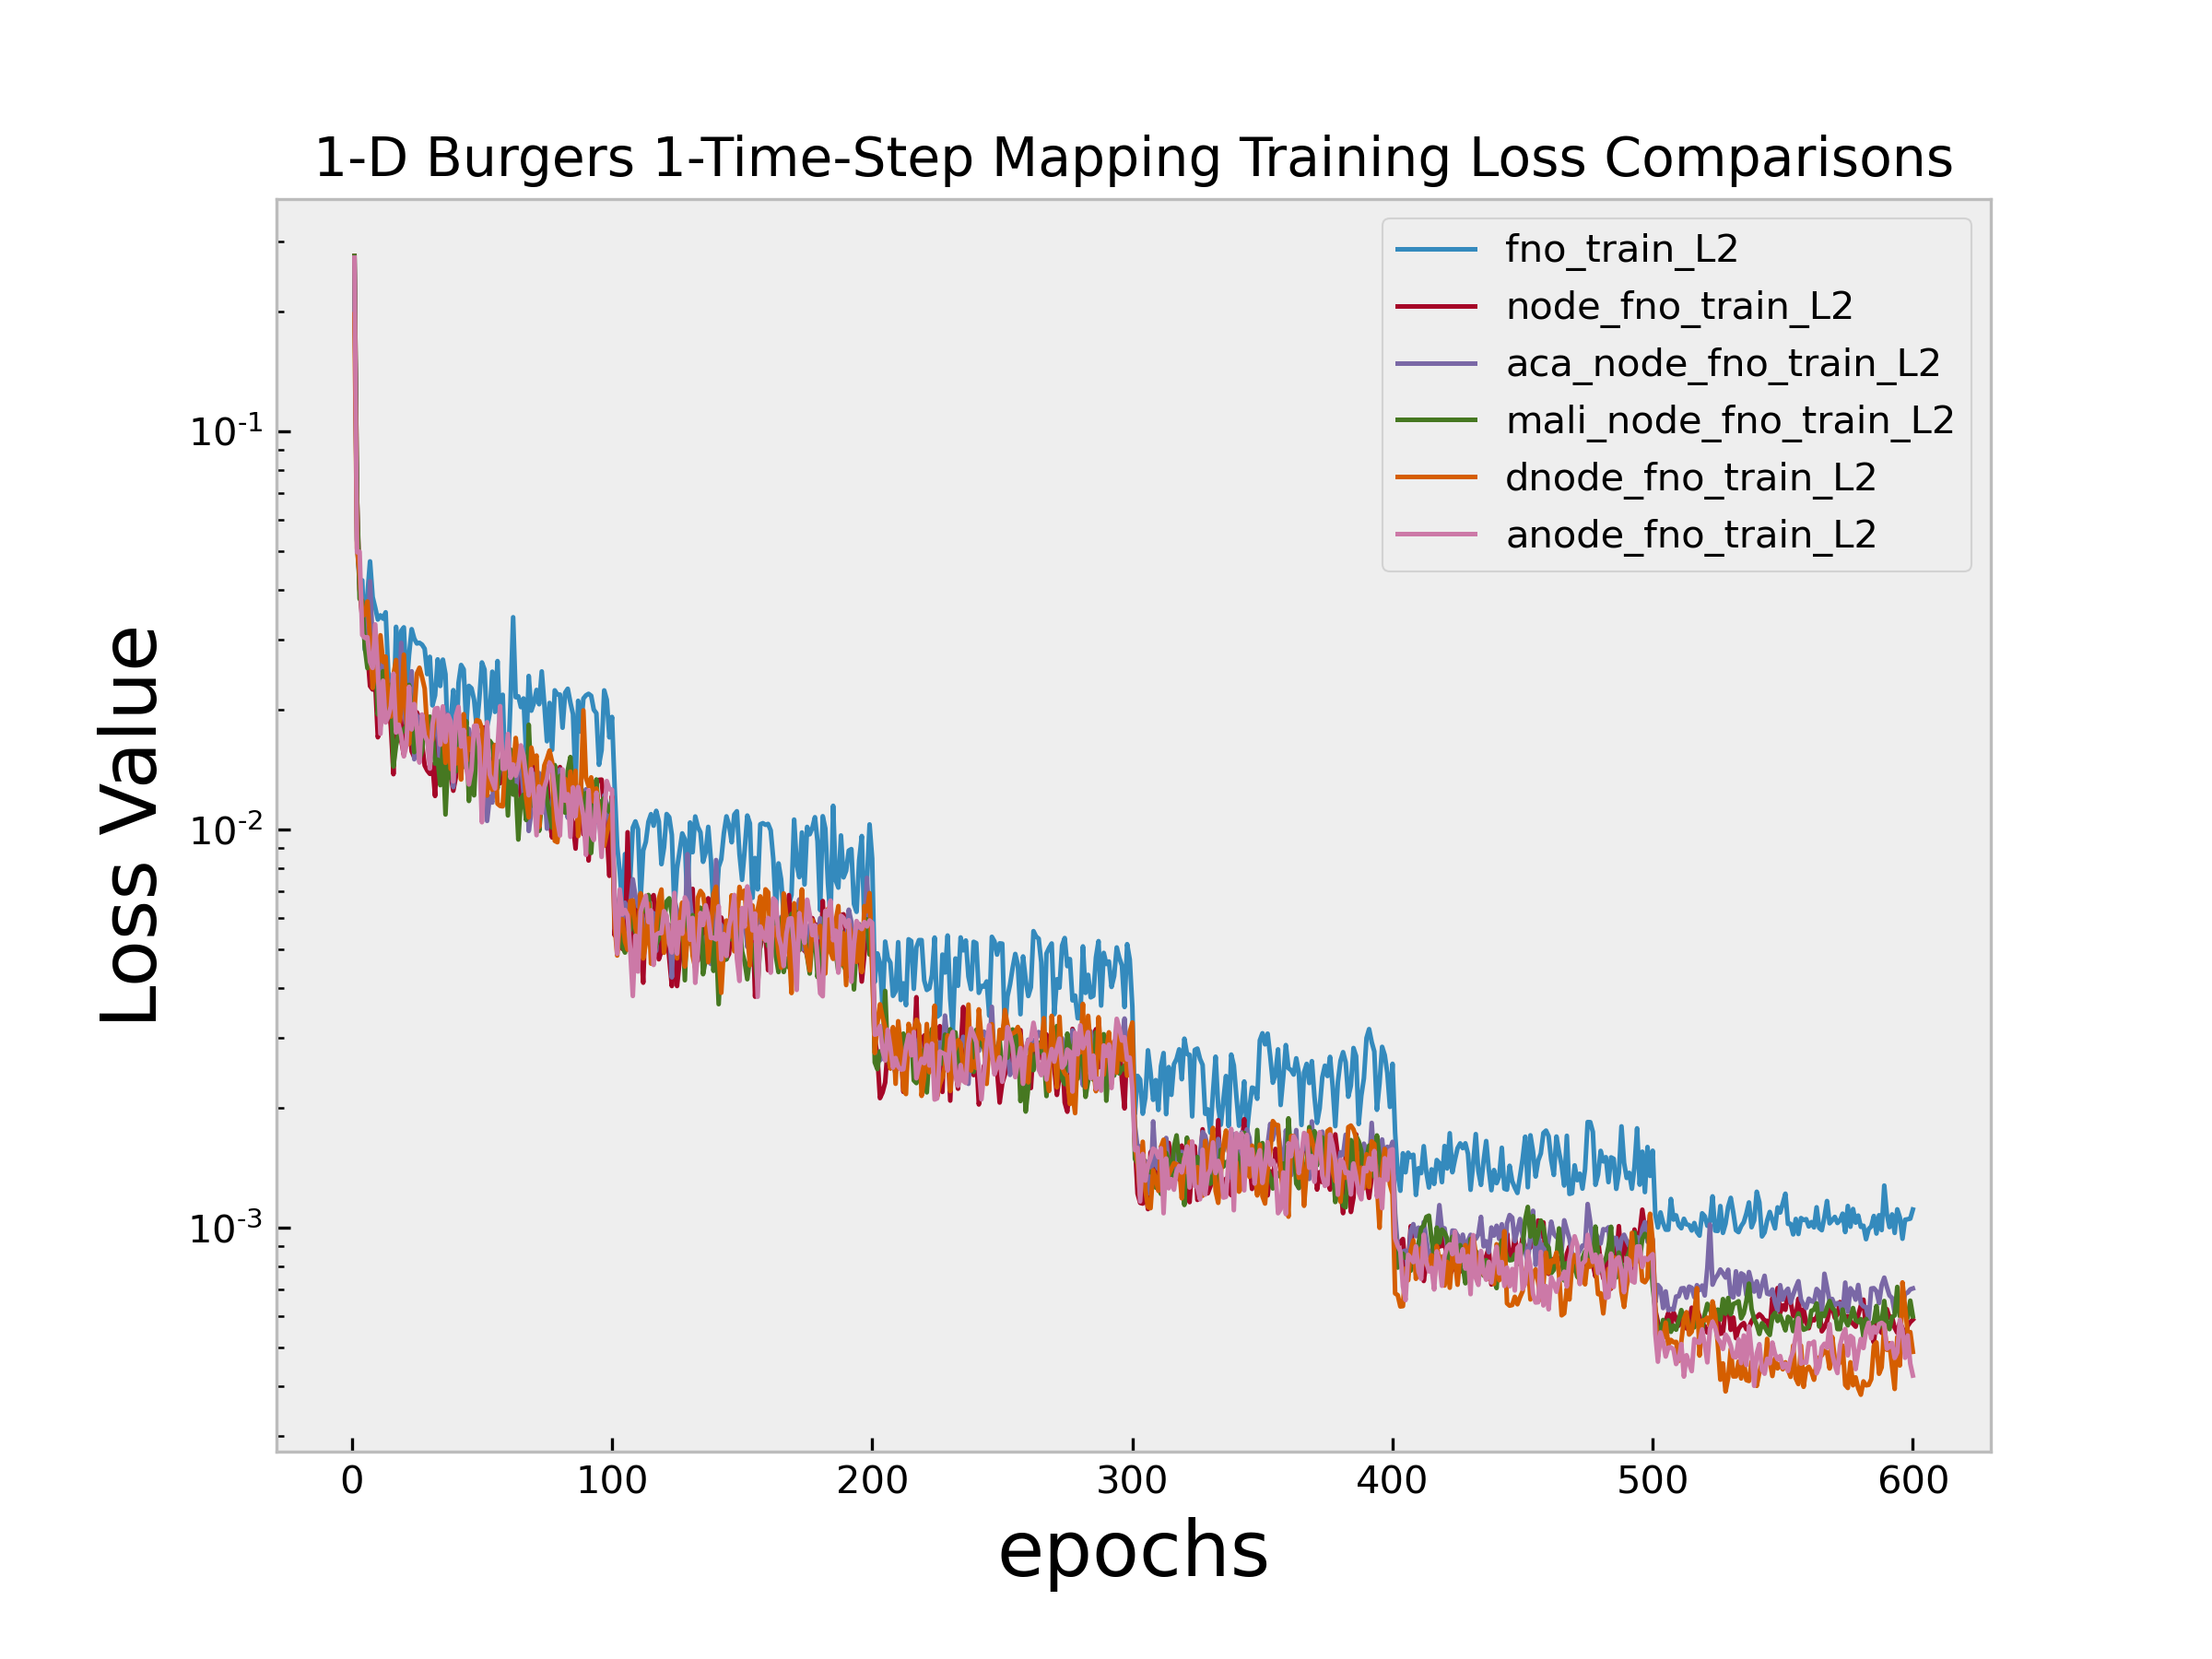 1-D Burgers 1-Time-Step Mapping Training Loss Comparisons
fno_train_L2
node_fno_train_L2
aca_node_fno_train_L2
mali_node_fno_train_L2
dnode_fno_train_L2
anode_fno_train_L2
Loss Value
10-1
10-2
10-3
0 100 200 300 400 500 600
epochs